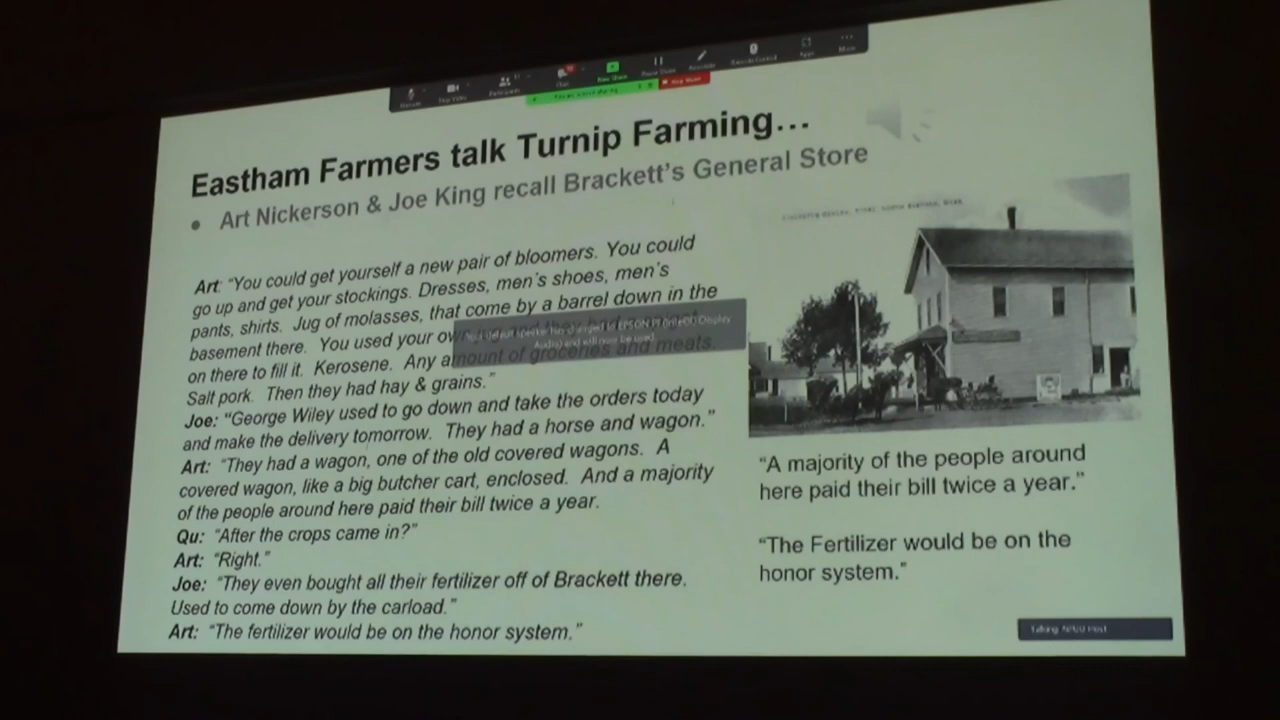 Chat
New Share
Pause Share
More
Eastham Farmers talk Turnip Farming...
• Art Nickerson & Joe King recall Brackett's General Store
Art: "You could get yourself a new pair of bloomers. You could
go up and get your stockings. Dresses, men's shoes, men's
pants, shirts. Jug of molasses, that come by a barrel down in the
basement there. You used your
on there to fill it. Kerosene. Any amount of groceries and meats.
Salt pork. Then they had hay & grains."
Joe: "George Wiley used to go down and take the orders today
and make the delivery tomorrow. They had a horse and wagon."
Art: "They had a wagon, one of the old covered wagons. A
covered wagon, like a big butcher cart, enclosed. And a majority
of the people around here paid their bill twice a year.
Qu: "After the crops came in?"
Art: "Right."
Joe: "They even bought all their fertilizer off of Brackett there.
Used to come down by the carload."
Art: "The fertilizer would be on the honor system."
"A majority of the people around
here paid their bill twice a year."
"The Fertilizer would be on the
honor system."
Talking: